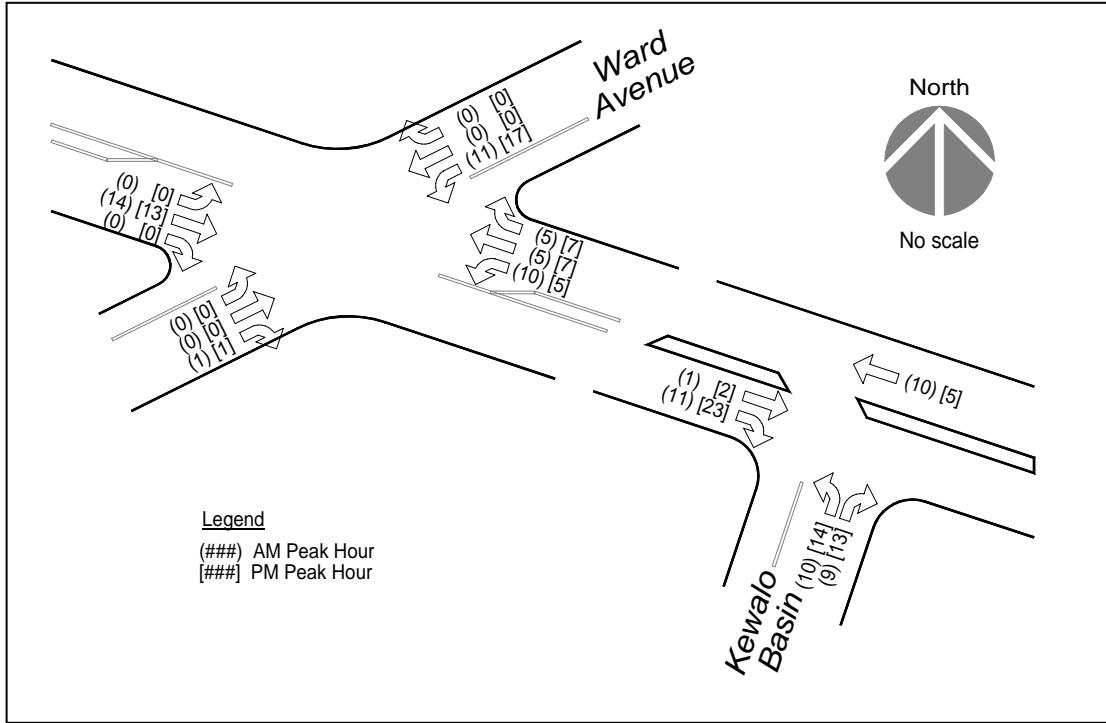 Ward
Avenue
North
No scale
(0) [0]
(0) [0]
(11) [17]
(0) [0]
(14) [13]
(0) [0]
(5) [7]
(5) [7]
(10) [5]
(0) [0]
(0) [0]
(1) [1]
(1) [2]
(11) [23]
(10) [5]
Legend
(###) AM Peak Hour
[###] PM Peak Hour
Kewalo
Basin
(10) [14]
(9) [13]